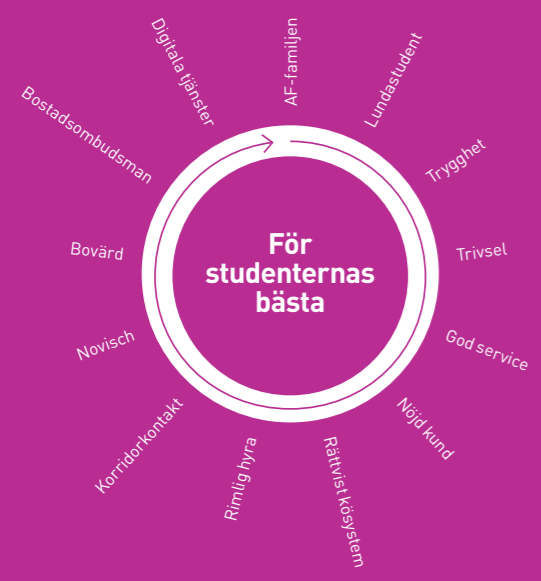 AF-familjen
Lundastudent
Trygghet
Trivsel
God service
Nöjd kund
Rättvist kösystem
Rimlig hyra
Korridorkontakt
Novisch
Bovärd
Bostadsombudsman
Digitala tjänster
För
studenternas
bästa